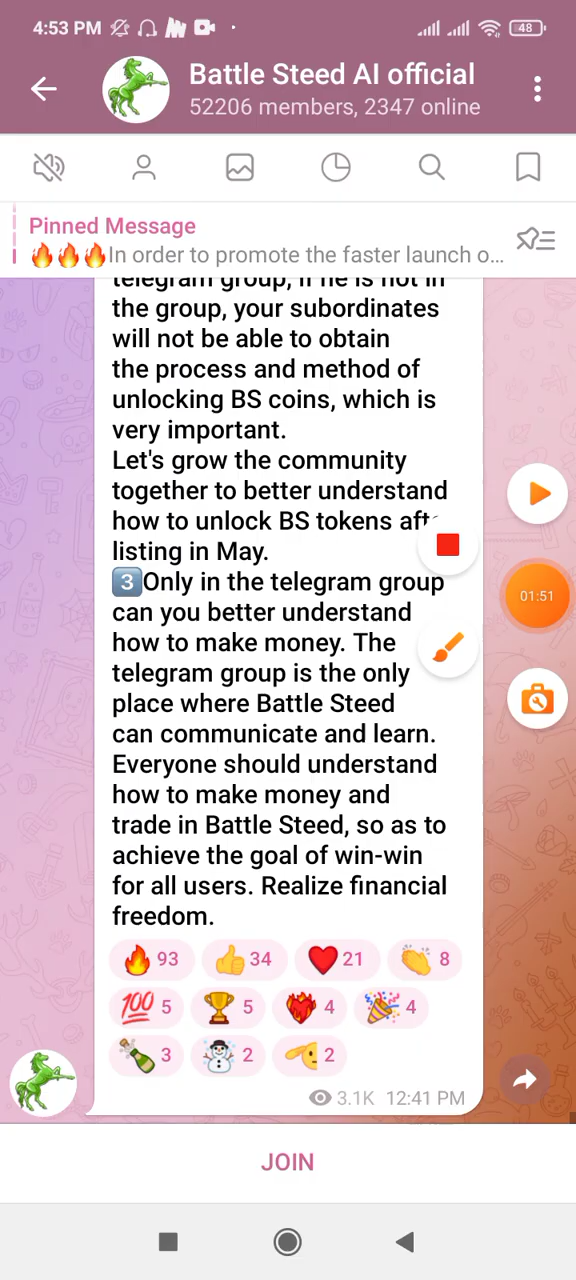 4:53 PM
48
Battle Steed AI official
52206 members, 2347 online
Pinned Message
🔥🔥🔥In order to promote the faster launch o...
telegram group, if he is not in
the group, your subordinates
will not be able to obtain
the process and method of
unlocking BS coins, which is
very important.
Let's grow the community
together to better understand
how to unlock BS tokens
listing in May.
3️⃣Only in the telegram group
can you better understand
how to make money. The
telegram group is the only
place where Battle Steed
can communicate and learn.
Everyone should understand
how to make money and
trade in Battle Steed, so as to
achieve the goal of win-win
for all users. Realize financial
freedom.
01:51
🔥 93 👍 34 ❤️ 21 👏 8
💯 5 🏆 5 ❤️‍🔥 4 🎉 4
🍾 3 ☃️ 2 🫡 2
3.1K 12:41 PM
JOIN